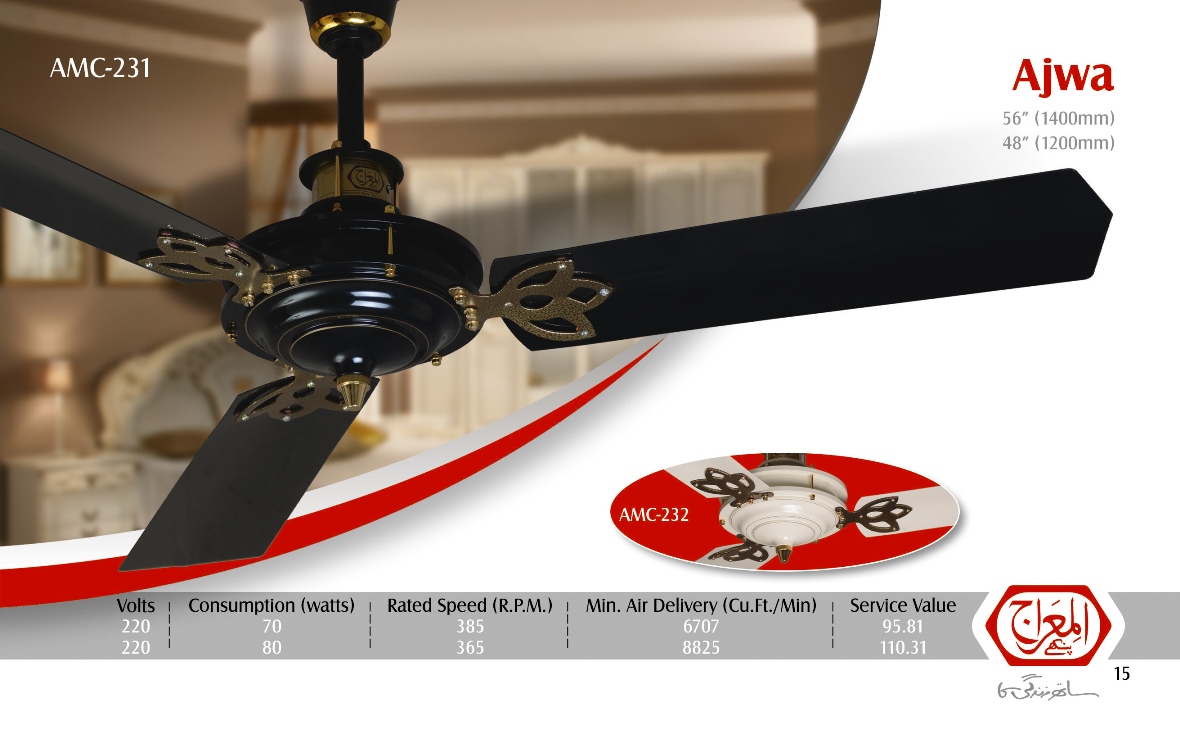 AMC-231
Ajwa
56” (1400mm)
48” (1200mm)
المعراج
AMC-232
Volts Consumption (watts) Rated Speed (R.P.M.) Min. Air Delivery (Cu.Ft./Min) Service Value
220 70 385 6707 95.81
220 80 365 8825 110.31
المعراج
پنکھے
15
ساتھ زندگی کا